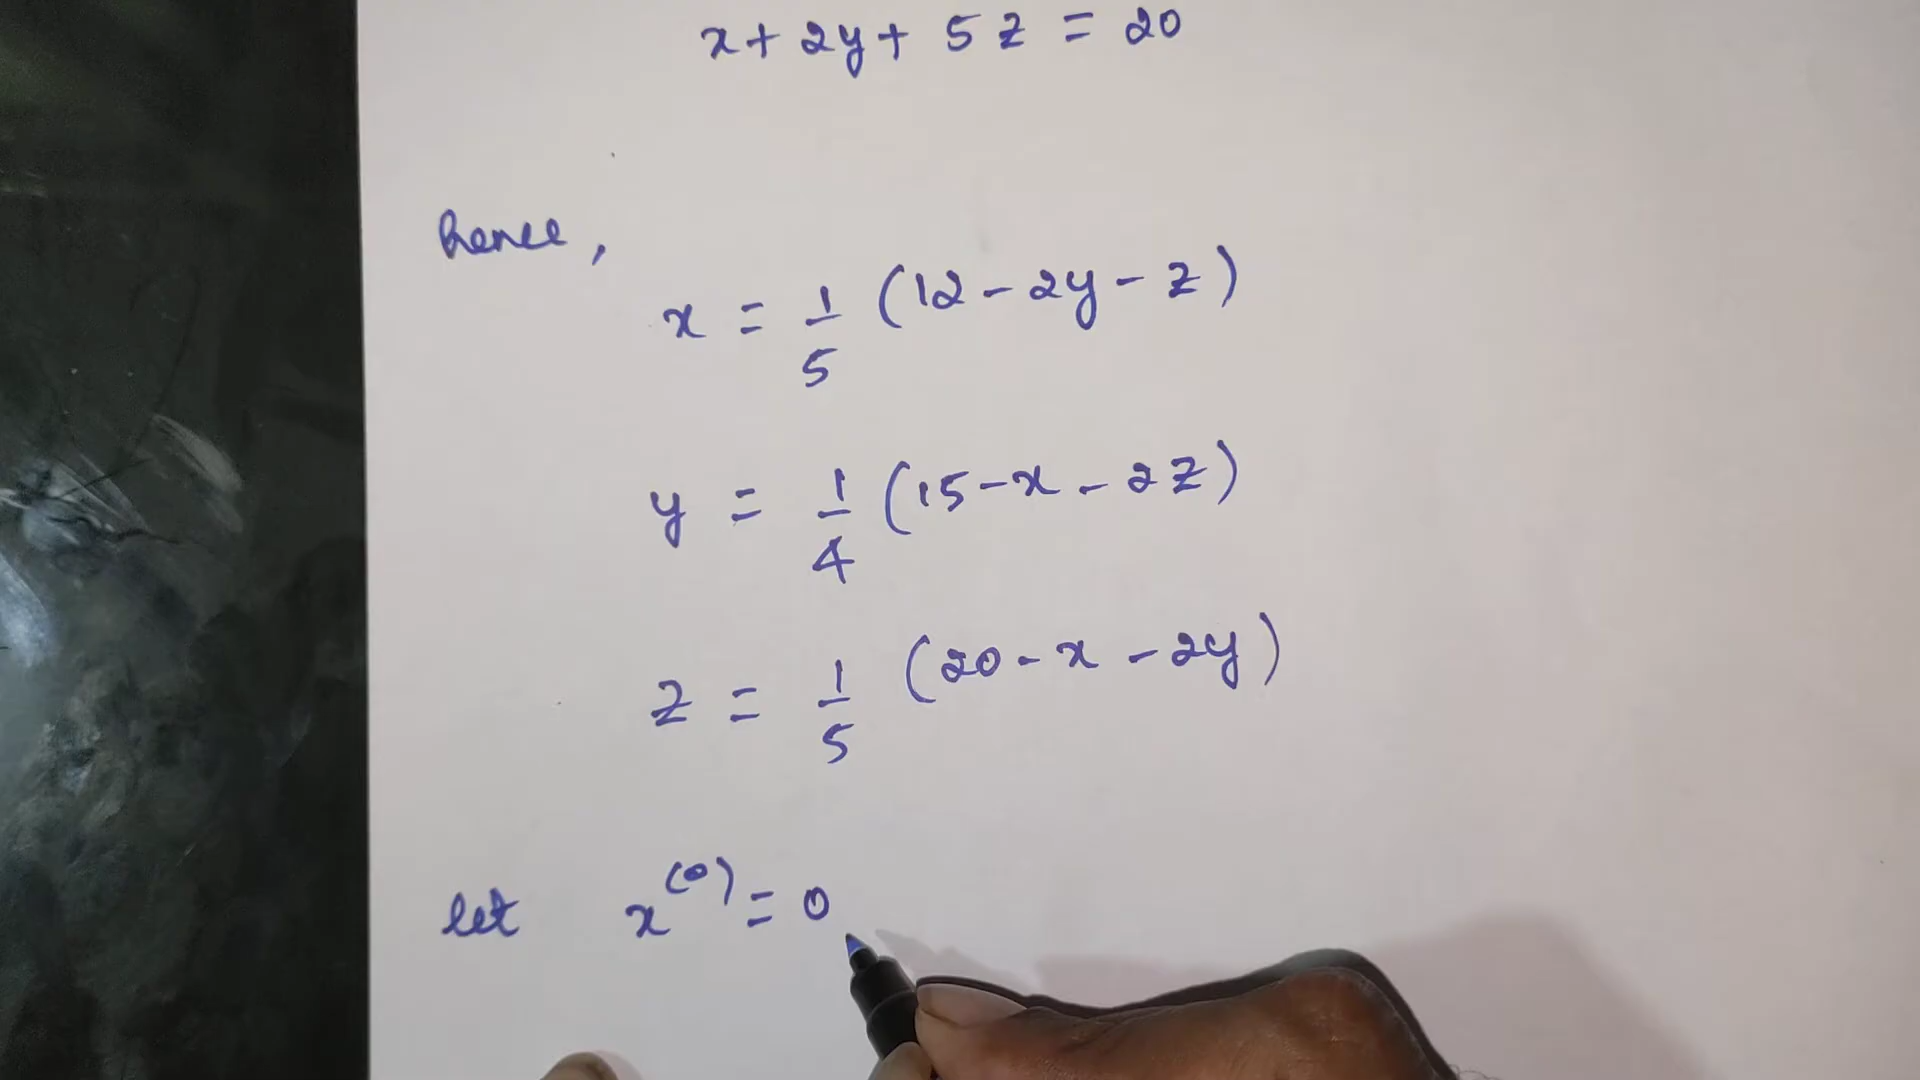 x + 2y + 5z = 20
hence,
x = 1/5 (12 - 2y - z)
y = 1/4 (15 - x - 2z)
z = 1/5 (20 - x - 2y)
let x^(0) = 0